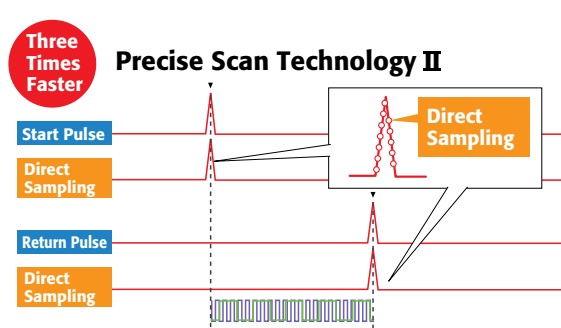 Three
Times
Faster
Precise Scan Technology Ⅱ
Direct
Sampling
Start Pulse
Direct
Sampling
Return Pulse
Direct
Sampling